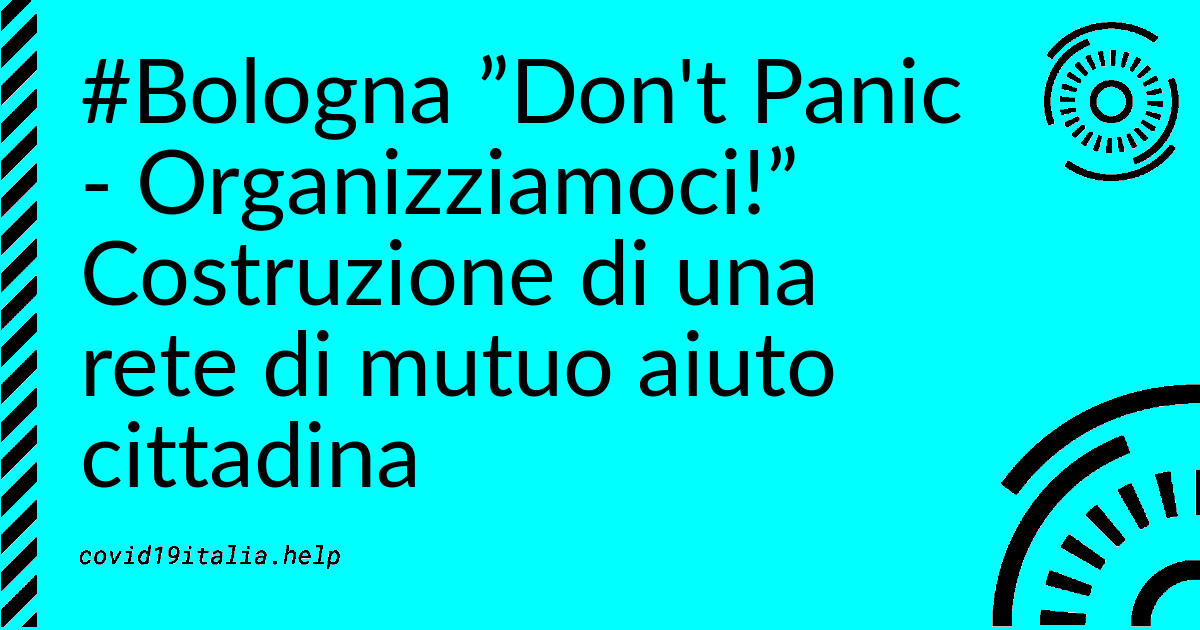 #Bologna ”Don't Panic
- Organizziamoci!”
Costruzione di una
rete di mutuo aiuto
cittadina
covid19italia.help